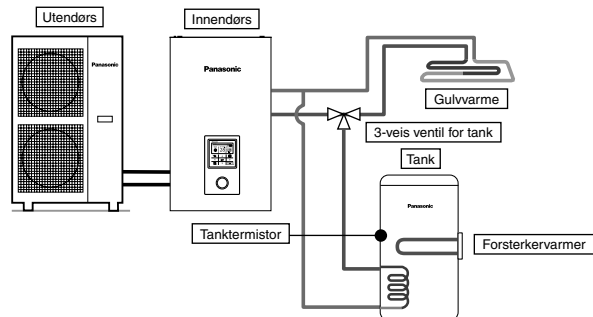 Utendørs
Innendørs
Panasonic
Panasonic
Gulvvarme
3-veis ventil for tank
Tank
Panasonic
Tanktermistor
Forsterkervarmer